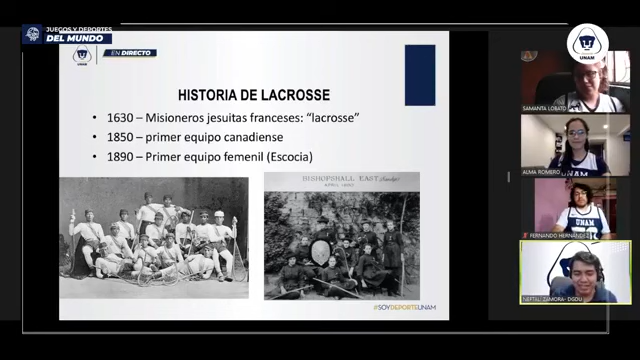 JUEGOS Y DEPORTES
DEL MUNDO
UNAM
EN DIRECTO
UNAM
HISTORIA DE LACROSSE
• 1630 – Misioneros jesuitas franceses: “lacrosse”
• 1850 – primer equipo canadiense
• 1890 – Primer equipo femenil (Escocia)
BISHOPSHALL EAST
#SOYDEPORTEUNAM
SAMANTA LOBATO
ALMA ROMERO
UNAM
FERNANDO HERNÁNDEZ
NEFTALÍ ZAMORA- DGDU